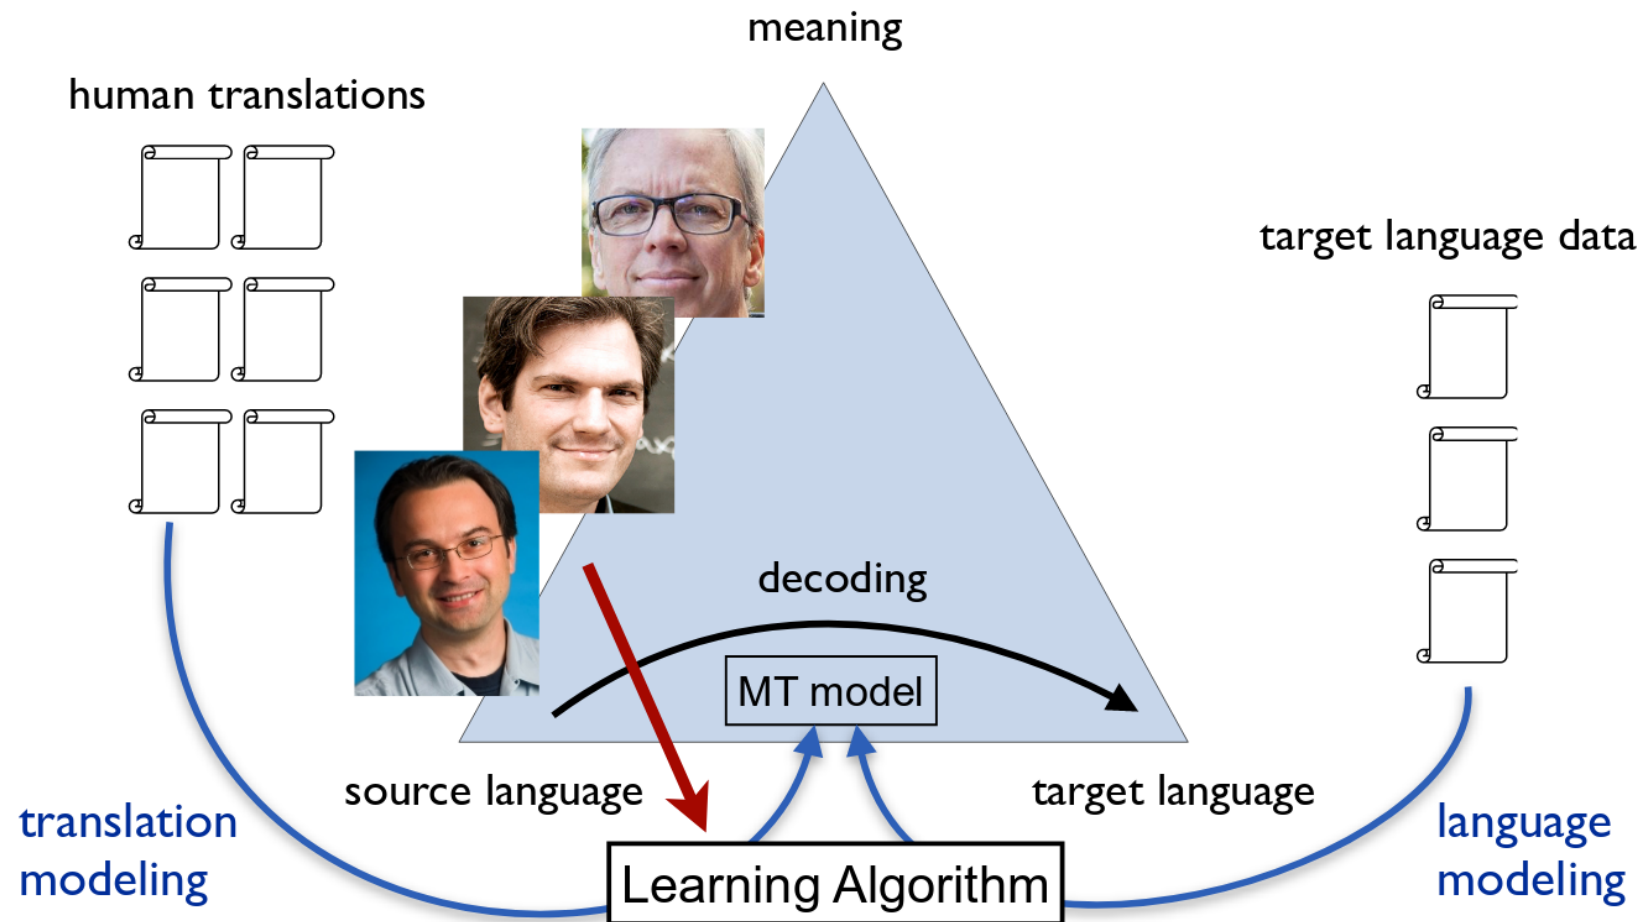 meaning
human translations
target language data
decoding
MT model
source language
target language
translation
modeling
language
modeling
Learning Algorithm